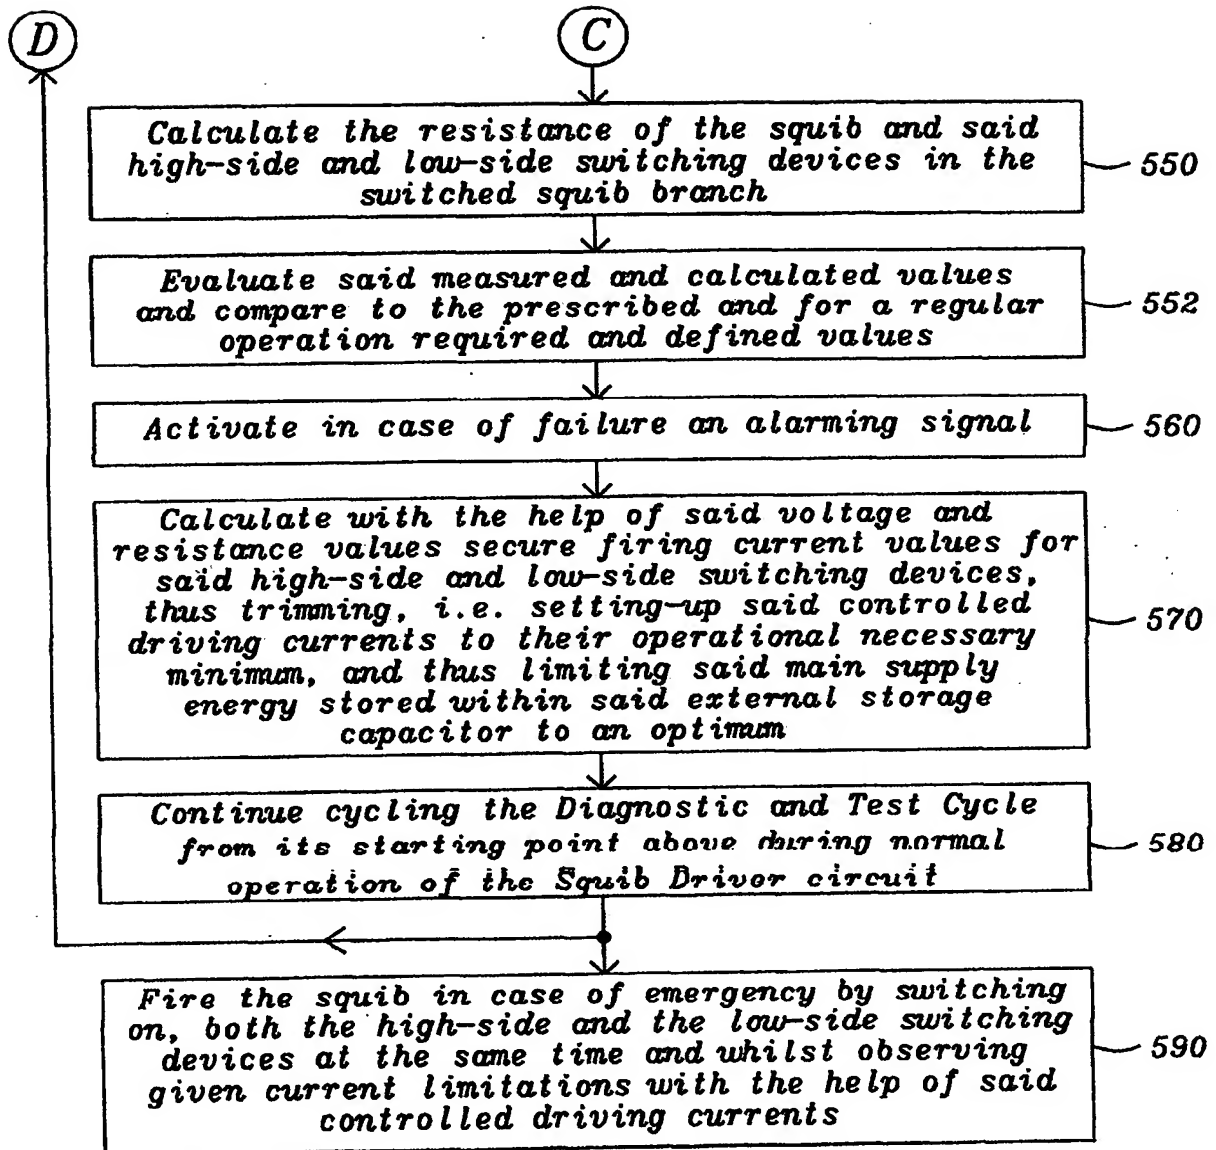 D
C
Calculate the resistance of the squib and said
high-side and low-side switching devices in the
switched squib branch
550
Evaluate said measured and calculated values
and compare to the prescribed and for a regular
operation required and defined values
552
Activate in case of failure an alarming signal
560
Calculate with the help of said voltage and
resistance values secure firing current values for
said high-side and low-side switching devices,
thus trimming, i.e. setting-up said controlled
driving currents to their operational necessary
minimum, and thus limiting said main supply
energy stored within said external storage
capacitor to an optimum
570
Continue cycling the Diagnostic and Test Cycle
from its starting point above during normal
operation of the Squib Driver circuit
580
Fire the squib in case of emergency by switching
on, both the high-side and the low-side switching
devices at the same time and whilst observing
given current limitations with the help of said
controlled driving currents
590